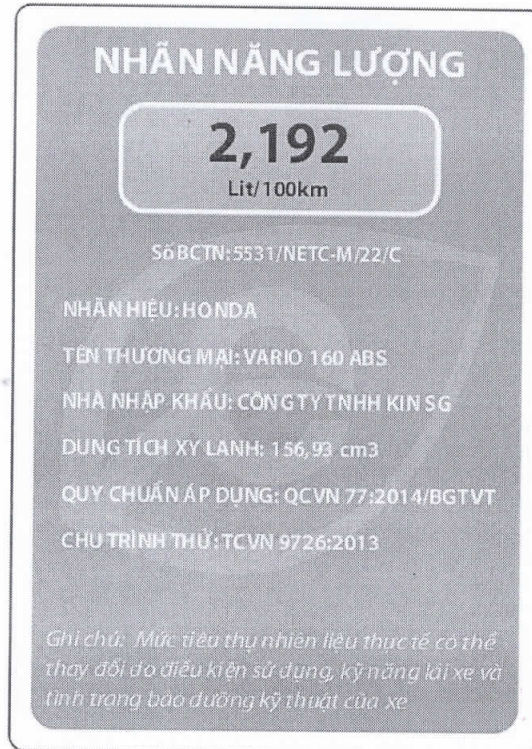 NHÃN NĂNG LƯỢNG
2,192
Lit/100km
Số BCTN: 5531/NETC-M/22/C
NHÃN HIỆU: HONDA
TÊN THƯƠNG MẠI: VARIO 160 ABS
NHÀ NHẬP KHẨU: CÔNG TY TNHH KIN SG
DUNG TÍCH XY LANH: 156,93 cm3
QUY CHUẨN ÁP DỤNG: QCVN 77:2014/BGTVT
CHU TRÌNH THỬ: TCVN 9726:2013
Ghi chú: Mức tiêu thụ nhiên liệu thực tế có thể
thay đổi do điều kiện sử dụng, kỹ năng lái xe và
tình trạng bảo dưỡng kỹ thuật của xe